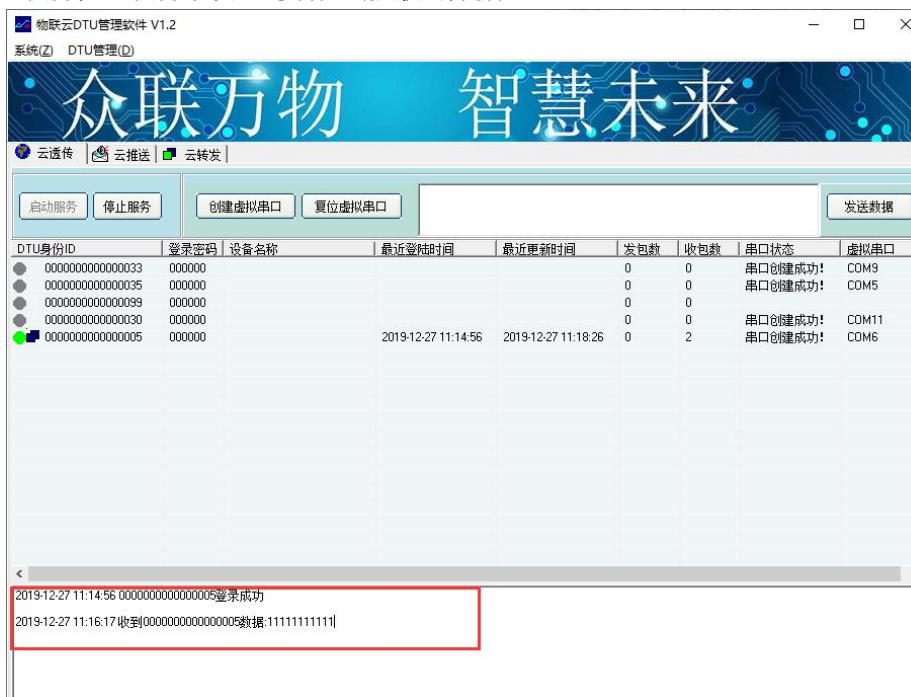 物联云DTU管理软件 V1.2
系统(Z) DTU管理(D)
众联万物 智慧未来
云透传 云推送 云转发
启动服务 停止服务 创建虚拟串口 复位虚拟串口 发送数据
DTU身份ID 登录密码 设备名称 最近登陆时间 最近更新时间 发包数 收包数 串口状态 虚拟串口
0000000000000033 000000 0 0 串口创建成功! COM9
0000000000000035 000000 0 0 串口创建成功! COM5
0000000000000099 000000 0 0
0000000000000030 000000 0 0 串口创建成功! COM11
0000000000000005 000000 2019-12-27 11:14:56 2019-12-27 11:18:26 0 2 串口创建成功! COM6
2019-12-27 11:14:56 0000000000000005登录成功
2019-12-27 11:16:17 收到0000000000000005数据:11111111111